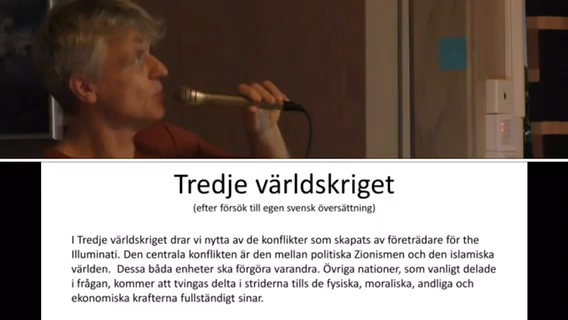 Tredje världskriget
(efter försök till egen svensk översättning)
I Tredje världskriget drar vi nytta av de konflikter som skapats av företrädare för the
Illuminati. Den centrala konflikten är den mellan politiska Zionismen och den islamiska
världen.  Dessa båda enheter ska förgöra varandra. Övriga nationer, som vanligt delade
i frågan, kommer att tvingas delta i striderna tills de fysiska, moraliska, andliga och
ekonomiska krafterna fullständigt sinar.